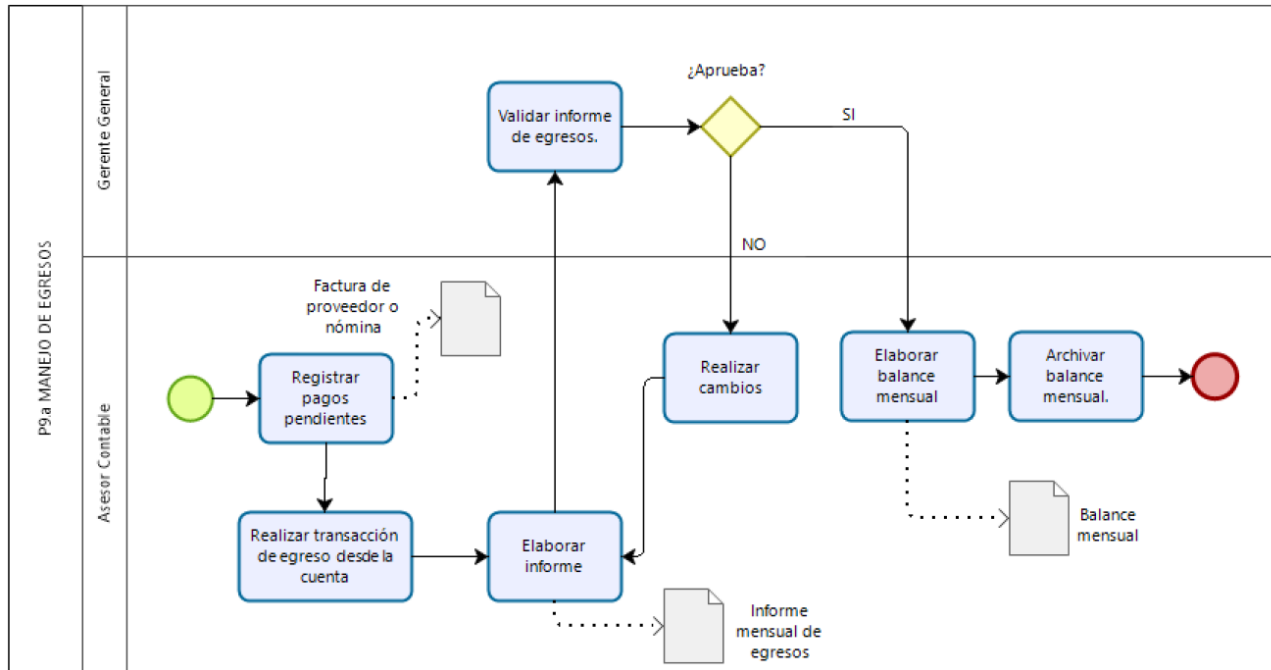 P9.a MANEJO DE EGRESOS
Gerente General
¿Aprueba?
Validar informe
de egresos.
SI
NO
Asesor Contable
Factura de
proveedor o
nómina
Registrar
pagos
pendientes
Realizar
cambios
Elaborar
balance
mensual
Archivar
balance
mensual.
Realizar transacción
de egreso desde la
cuenta
Elaborar
informe
Balance
mensual
Informe
mensual de
egresos